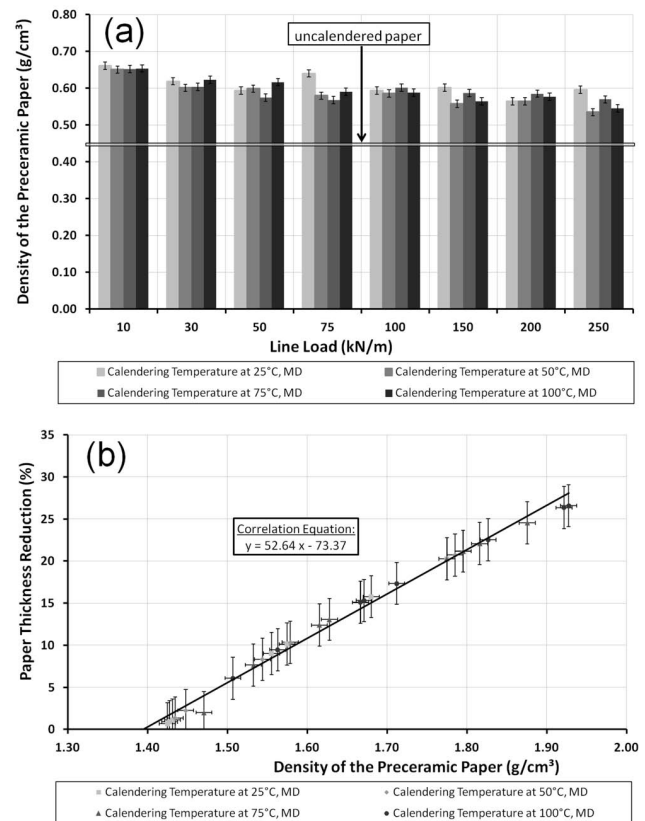 (a)
uncalendered paper
Density of the Preceramic Paper (g/cm³)
0.80
0.70
0.60
0.50
0.40
0.30
0.20
0.10
0.00
10 30 50 75 100 150 200 250
Line Load (kN/m)
Calendering Temperature at 25°C, MD Calendering Temperature at 50°C, MD
Calendering Temperature at 75°C, MD Calendering Temperature at 100°C, MD
(b)
Paper Thickness Reduction (%)
35
30
25
20
15
10
5
0
Correlation Equation:
y = 52.64 x - 73.37
1.30 1.40 1.50 1.60 1.70 1.80 1.90 2.00
Density of the Preceramic Paper (g/cm³)
Calendering Temperature at 25°C, MD Calendering Temperature at 50°C, MD
Calendering Temperature at 75°C, MD Calendering Temperature at 100°C, MD